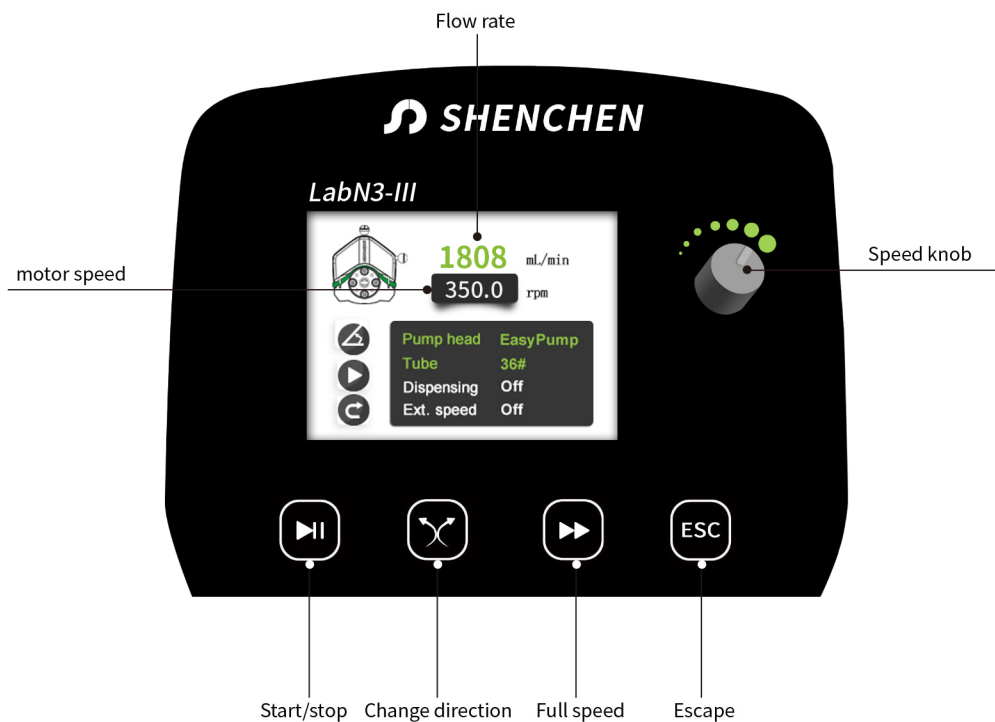 Flow rate
SHENCHEN
LabN3-III
1808 mL/min
motor speed
350.0 rpm
Speed knob
Pump head EasyPump
Tube 36#
Dispensing Off
Ext. speed Off
ESC
Start/stop Change direction Full speed Escape